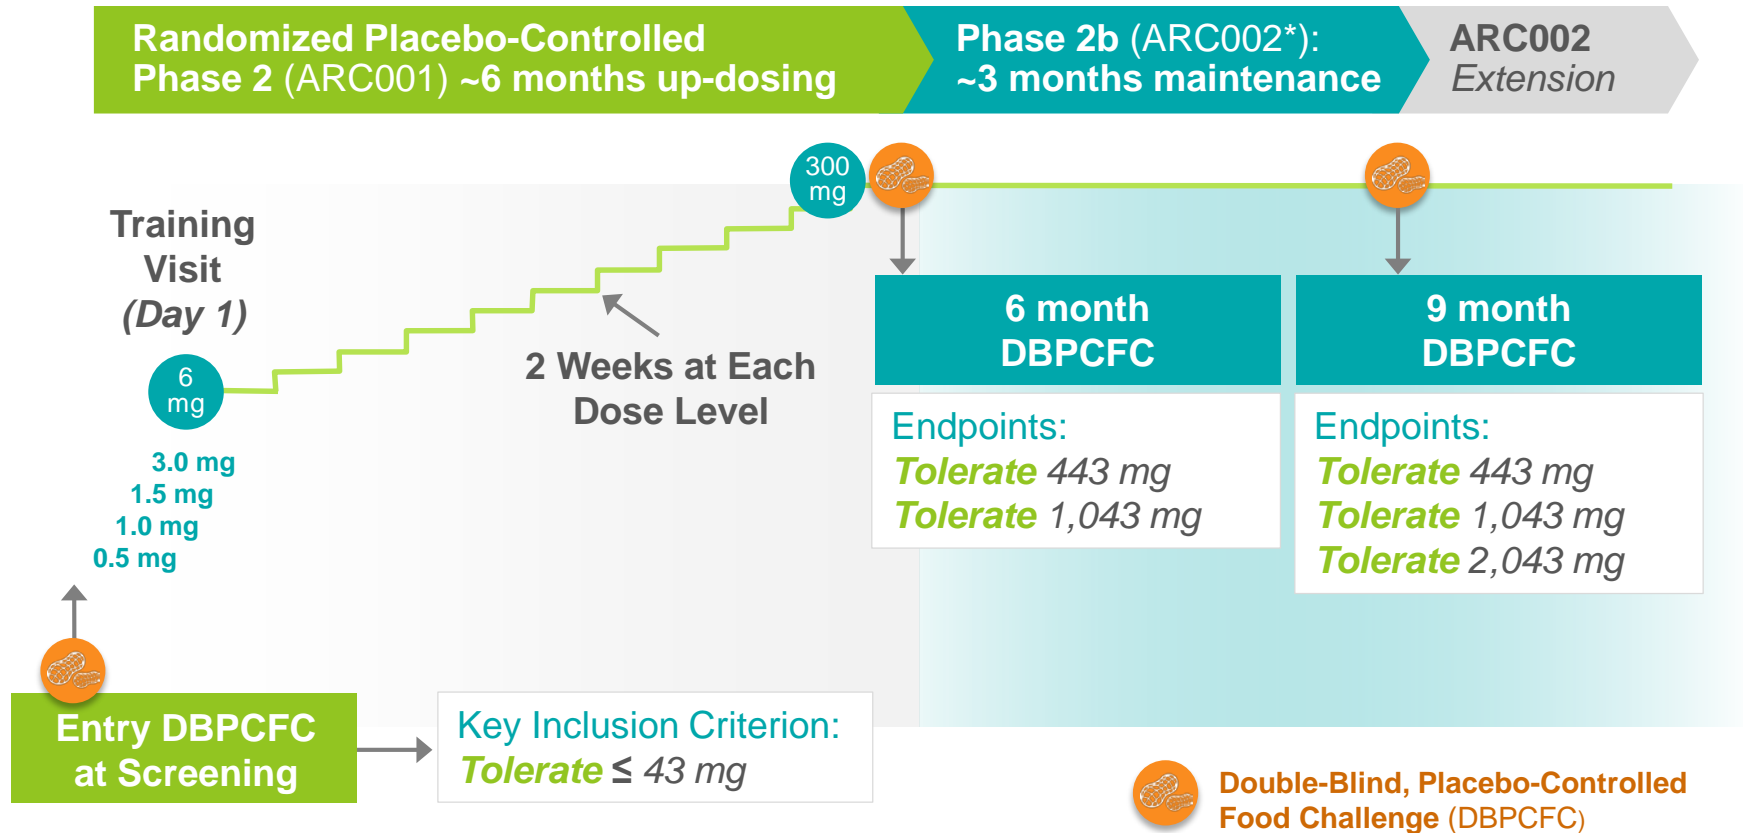 Randomized Placebo-Controlled
Phase 2 (ARC001) ~6 months up-dosing
Phase 2b (ARC002*):
~3 months maintenance
ARC002
Extension
Training
Visit
(Day 1)
300
mg
6
mg
3.0 mg
1.5 mg
1.0 mg
0.5 mg
2 Weeks at Each
Dose Level
6 month
DBPCFC
Endpoints:
Tolerate 443 mg
Tolerate 1,043 mg
9 month
DBPCFC
Endpoints:
Tolerate 443 mg
Tolerate 1,043 mg
Tolerate 2,043 mg
Entry DBPCFC
at Screening
Key Inclusion Criterion:
Tolerate ≤ 43 mg
Double-Blind, Placebo-Controlled
Food Challenge (DBPCFC)